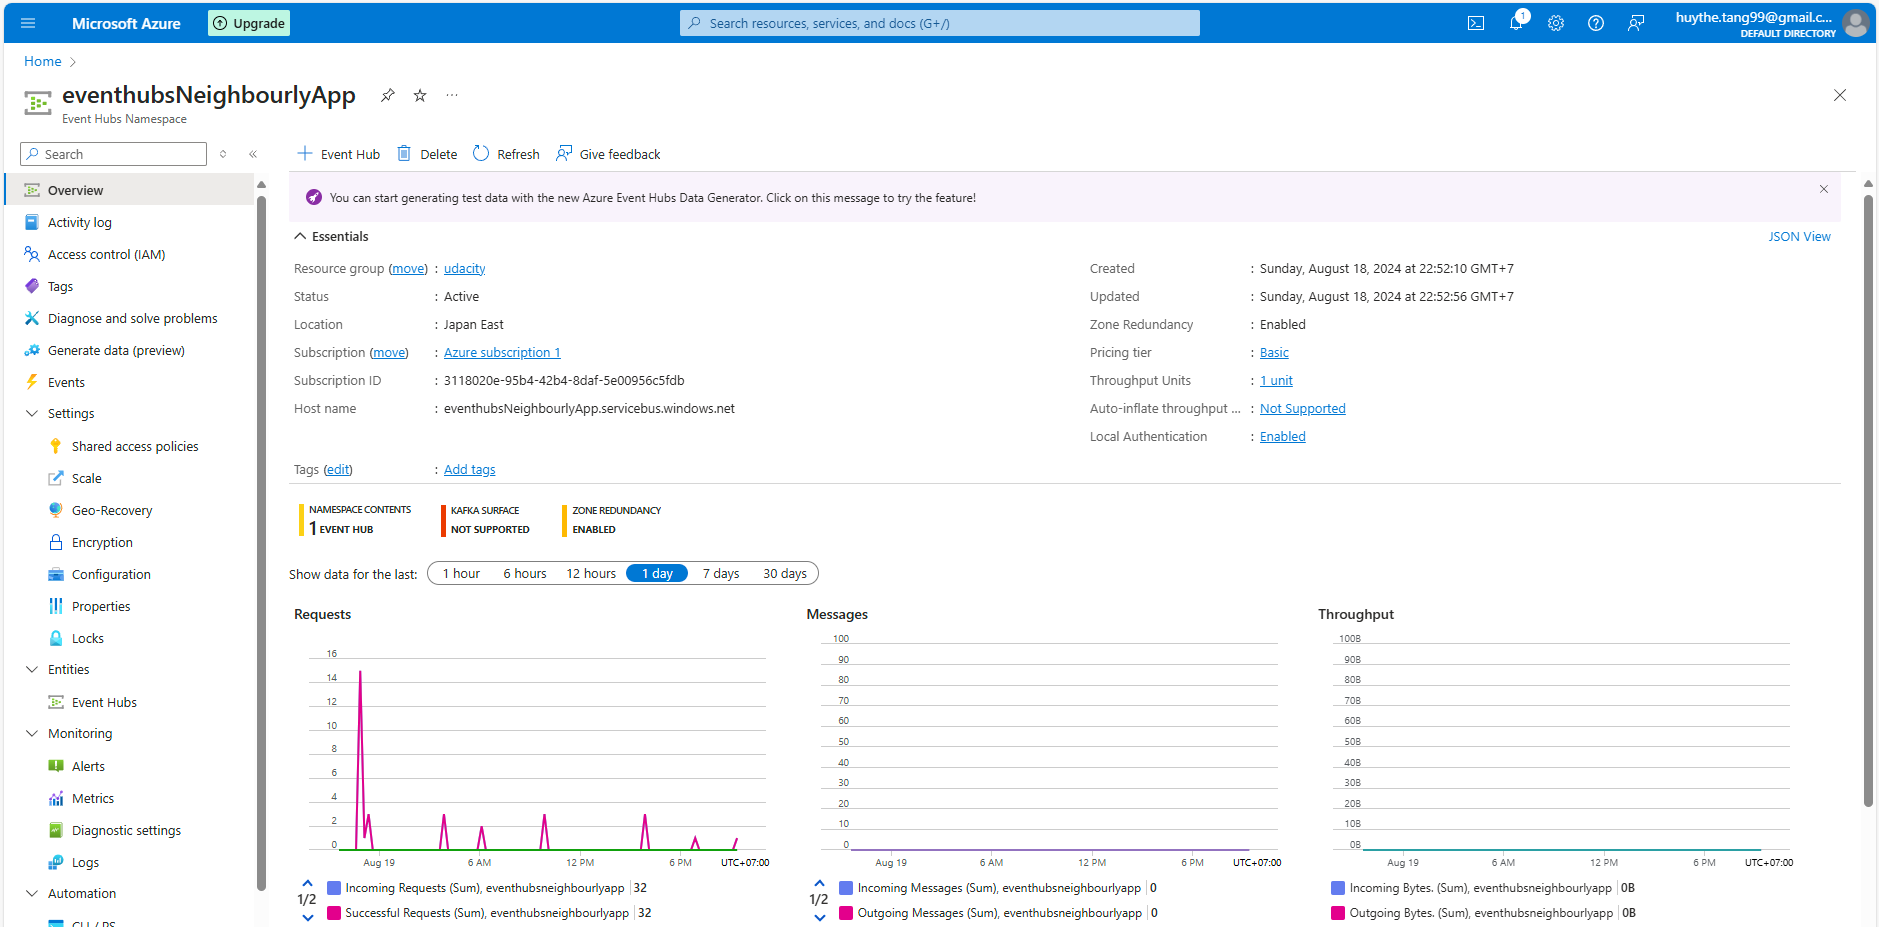 Microsoft Azure
Upgrade
Search resources, services, and docs (G+/)
1
huythe.tang99@gmail.c...
DEFAULT DIRECTORY
Home
eventhubsNeighbourlyApp
Event Hubs Namespace
Search
Event Hub
Delete
Refresh
Give feedback
Overview
Activity log
Access control (IAM)
Tags
Diagnose and solve problems
Generate data (preview)
Events
Settings
Shared access policies
Scale
Geo-Recovery
Encryption
Configuration
Properties
Locks
Entities
Event Hubs
Monitoring
Alerts
Metrics
Diagnostic settings
Logs
Automation
CLI / PS
You can start generating test data with the new Azure Event Hubs Data Generator. Click on this message to try the feature!
Essentials
JSON View
Resource group (move) : udacity
Status : Active
Location : Japan East
Subscription (move) : Azure subscription 1
Subscription ID : 3118020e-95b4-42b4-8daf-5e00956c5fdb
Host name : eventhubsNeighbourlyApp.servicebus.windows.net
Created : Sunday, August 18, 2024 at 22:52:10 GMT+7
Updated : Sunday, August 18, 2024 at 22:52:56 GMT+7
Zone Redundancy : Enabled
Pricing tier : Basic
Throughput Units : 1 unit
Auto-inflate throughput ... : Not Supported
Local Authentication : Enabled
Tags (edit) : Add tags
NAMESPACE CONTENTS
1 EVENT HUB
KAFKA SURFACE
NOT SUPPORTED
ZONE REDUNDANCY
ENABLED
Show data for the last: 1 hour 6 hours 12 hours 1 day 7 days 30 days
Requests
16
14
12
10
8
6
4
2
0
Aug 19 6 AM 12 PM 6 PM UTC+07:00
1/2
Incoming Requests (Sum), eventhubsneighbourlyapp 32
Successful Requests (Sum), eventhubsneighbourlyapp 32
Messages
100
90
80
70
60
50
40
30
20
10
0
Aug 19 6 AM 12 PM 6 PM UTC+07:00
1/2
Incoming Messages (Sum), eventhubsneighbourlyapp 0
Outgoing Messages (Sum), eventhubsneighbourlyapp 0
Throughput
100B
90B
80B
70B
60B
50B
40B
30B
20B
10B
0B
Aug 19 6 AM 12 PM 6 PM UTC+07:00
Incoming Bytes. (Sum), eventhubsneighbourlyapp 0B
Outgoing Bytes. (Sum), eventhubsneighbourlyapp 0B